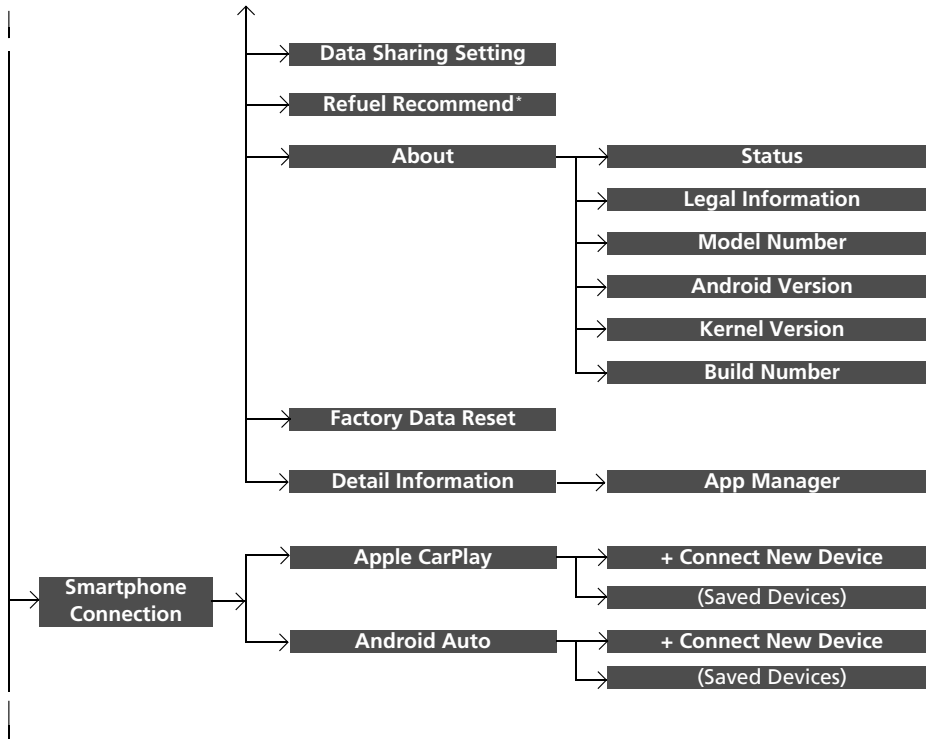 Data Sharing Setting
Refuel Recommend*
About
Status
Legal Information
Model Number
Android Version
Kernel Version
Build Number
Factory Data Reset
Detail Information
App Manager
Smartphone
Connection
Apple CarPlay
+ Connect New Device
(Saved Devices)
Android Auto
+ Connect New Device
(Saved Devices)